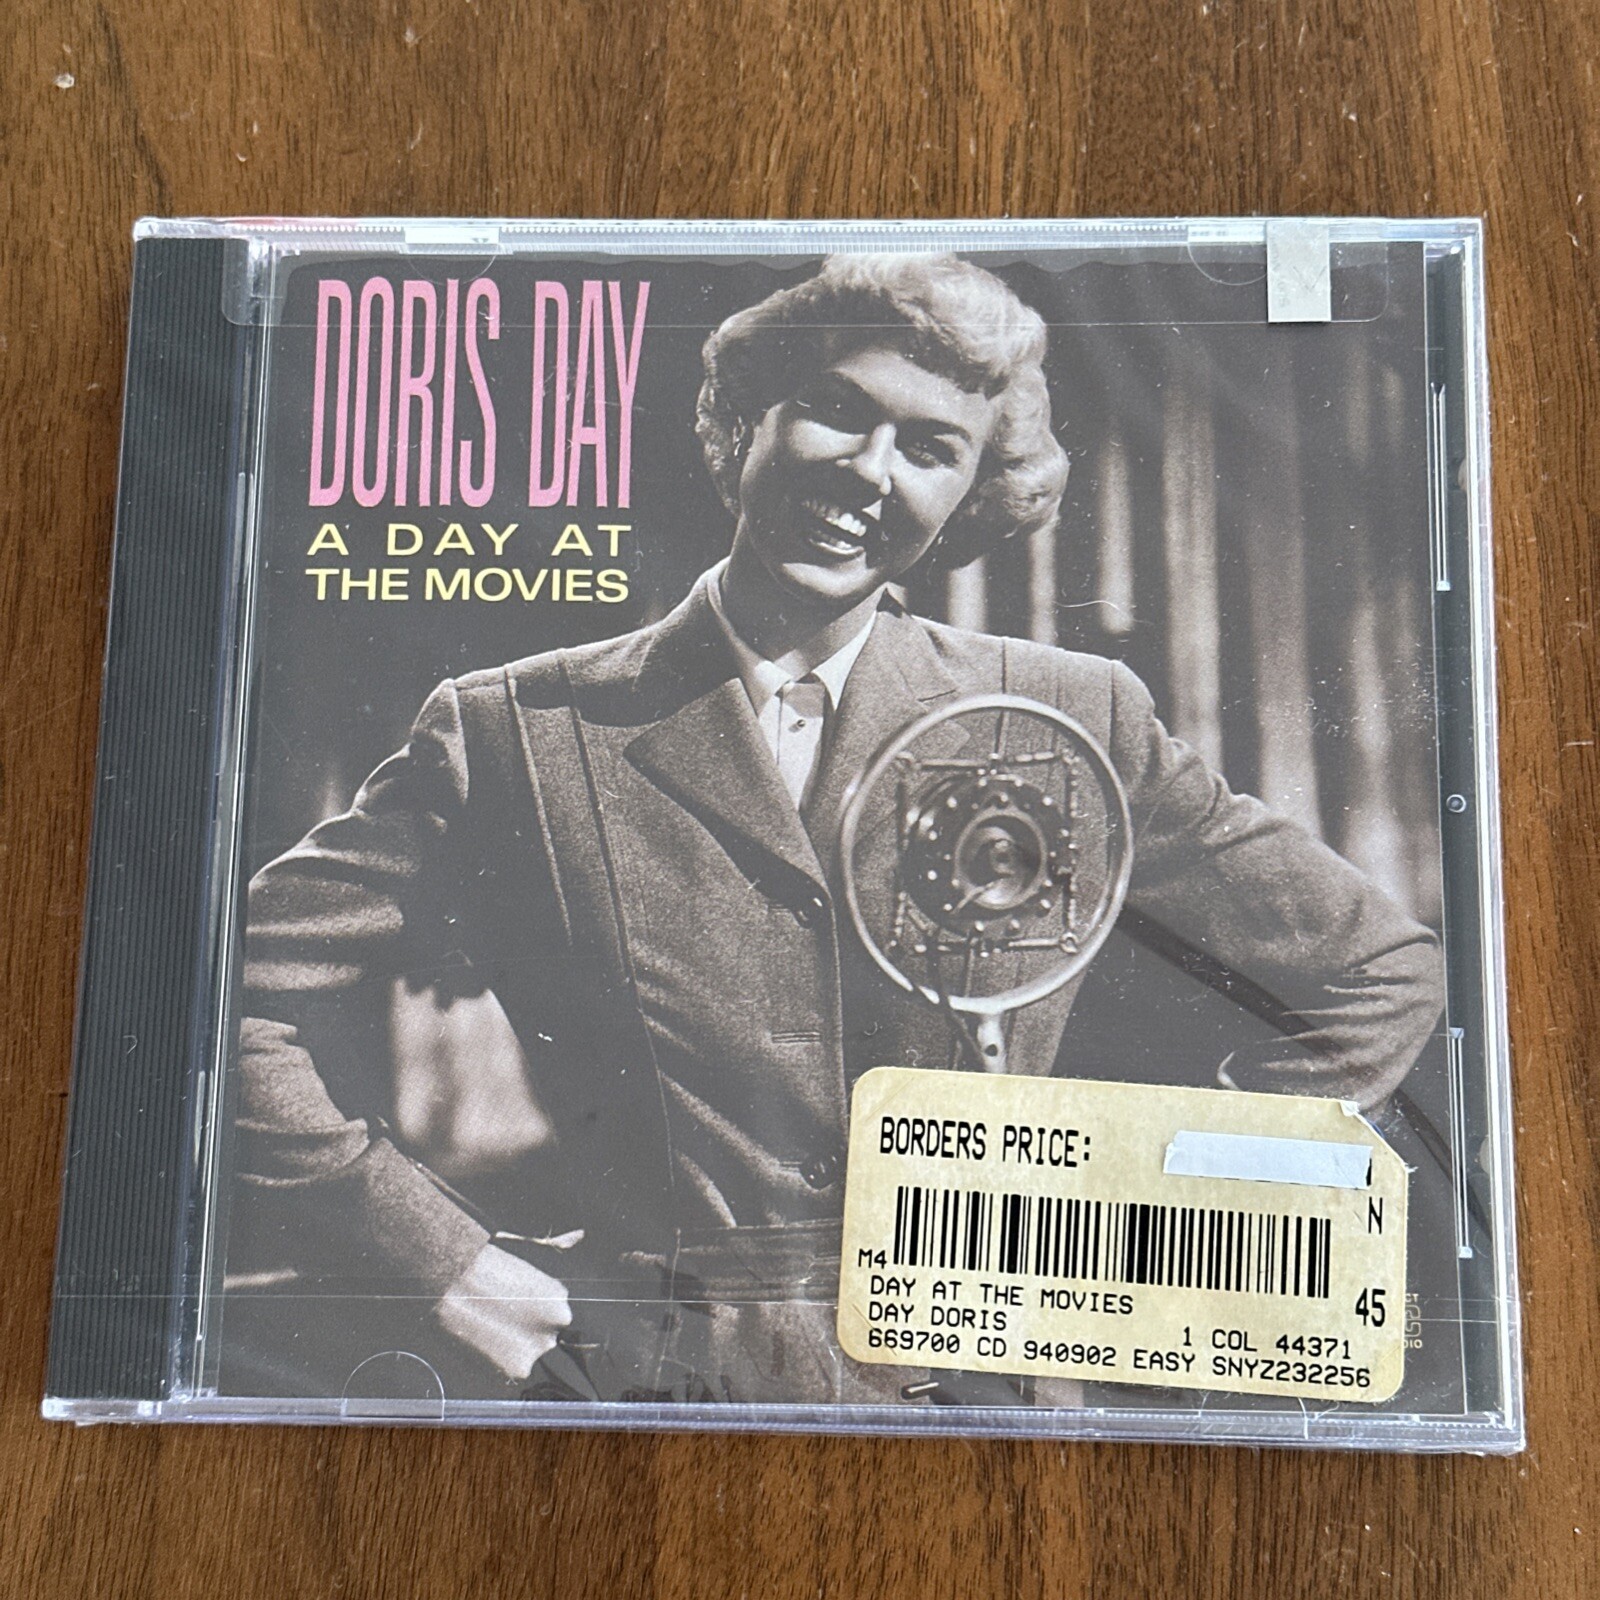 DORIS DAY
A DAY AT
THE MOVIES
BORDERS PRICE:
N
M4
DAY AT THE MOVIES
45
DAY DORIS
1 COL 44371
669700 CD 940902 EASY SNYZ232256